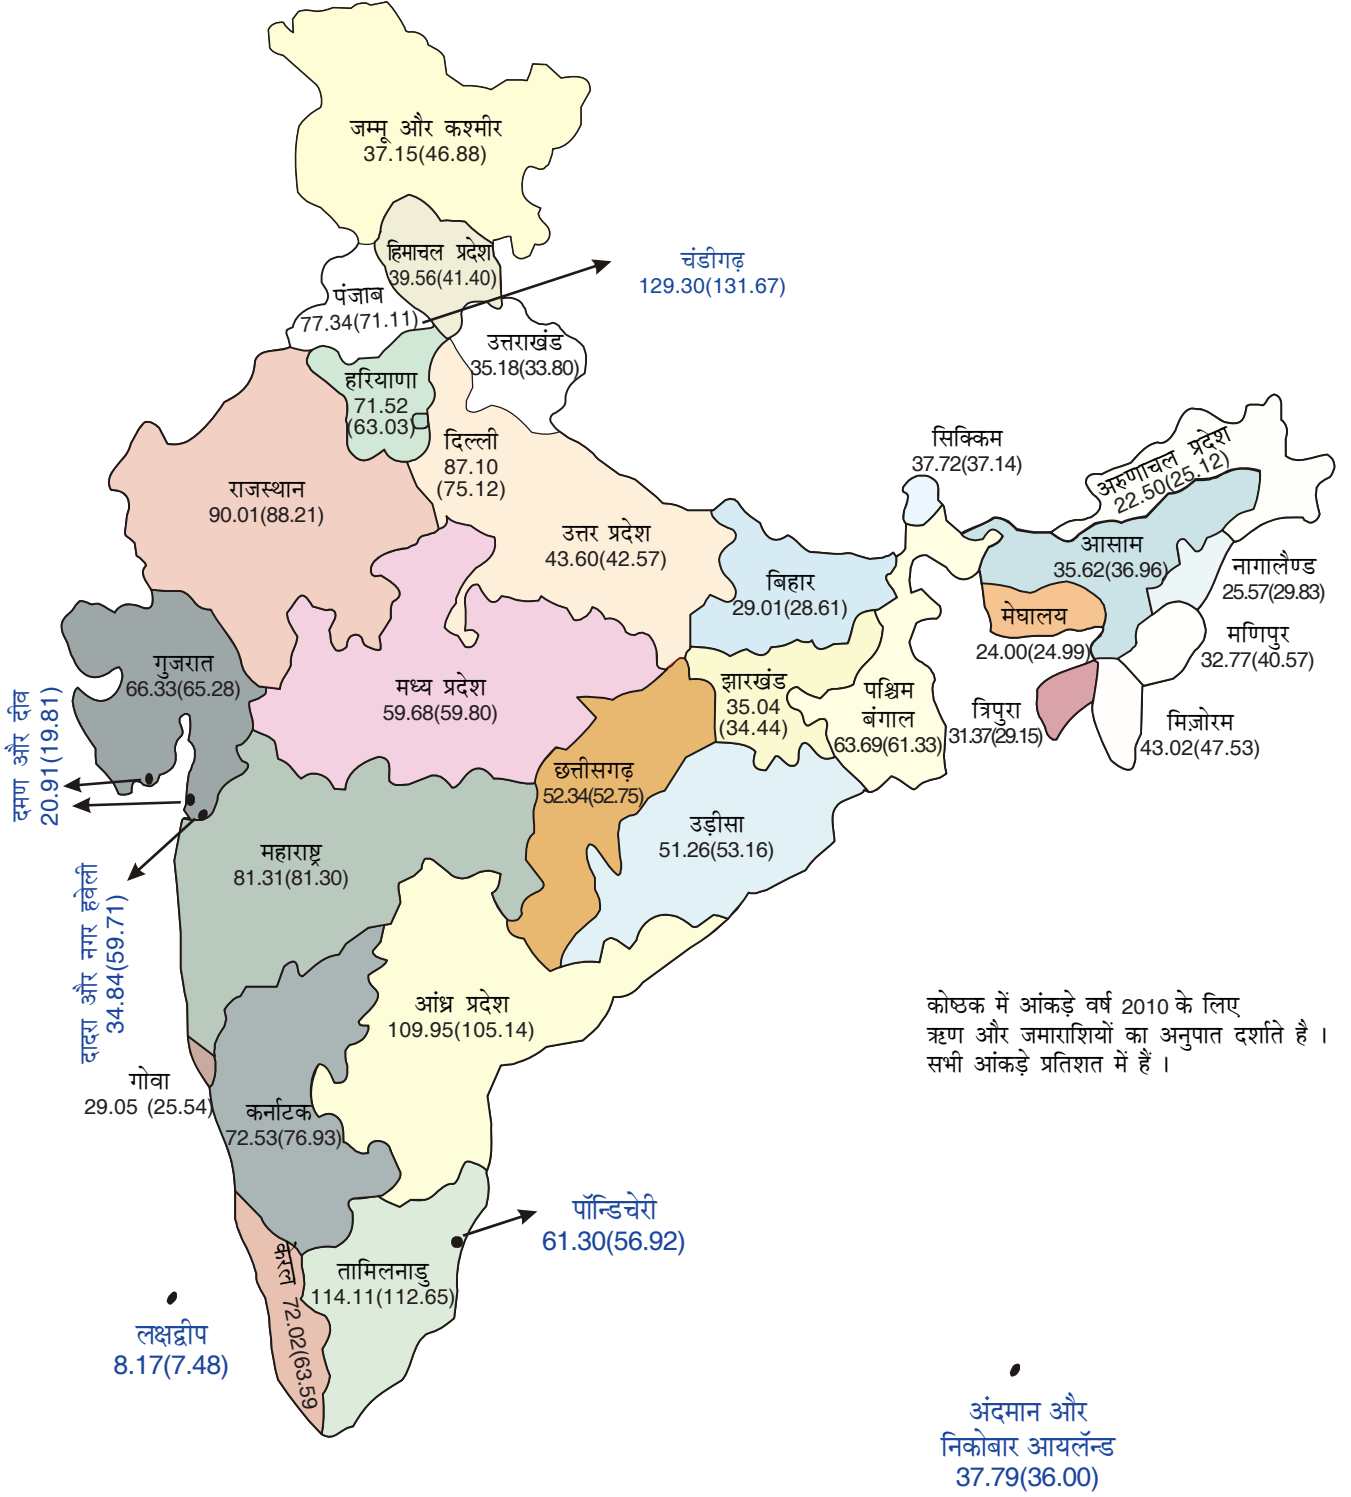 जम्मू और कश्मीर
37.15(46.88)
हिमाचल प्रदेश
39.56(41.40)
चंडीगढ़
129.30(131.67)
पंजाब
77.34(71.11)
उत्तराखंड
35.18(33.80)
हरियाणा
71.52
(63.03)
दिल्ली
87.10
(75.12)
राजस्थान
90.01(88.21)
उत्तर प्रदेश
43.60(42.57)
सिक्किम
37.72(37.14)
अरुणाचल प्रदेश
22.50(25.12)
आसाम
35.62(36.96)
नागालैण्ड
25.57(29.83)
बिहार
29.01(28.61)
मेघालय
24.00(24.99)
मणिपुर
32.77(40.57)
गुजरात
66.33(65.28)
मध्य प्रदेश
59.68(59.80)
झारखंड
35.04
(34.44)
पश्चिम
बंगाल
63.69(61.33)
त्रिपुरा
31.37(29.15)
मिज़ोरम
43.02(47.53)
दमण और दीव
20.91(19.81)
छत्तीसगढ़
52.34(52.75)
उड़ीसा
51.26(53.16)
महाराष्ट्र
81.31(81.30)
दादरा और नगर हवेली
34.84(59.71)
आंध्र प्रदेश
109.95(105.14)
कोष्ठक में आंकड़े वर्ष 2010 के लिए
ऋण और जमाराशियों का अनुपात दर्शाते है ।
सभी आंकड़े प्रतिशत में हैं ।
गोवा
29.05 (25.54)
कर्नाटक
72.53(76.93)
पॉन्डिचेरी
61.30(56.92)
केरल 72.02(63.59
तामिलनाडु
114.11(112.65)
लक्षद्वीप
8.17(7.48)
अंदमान और
निकोबार आयलॅन्ड
37.79(36.00)